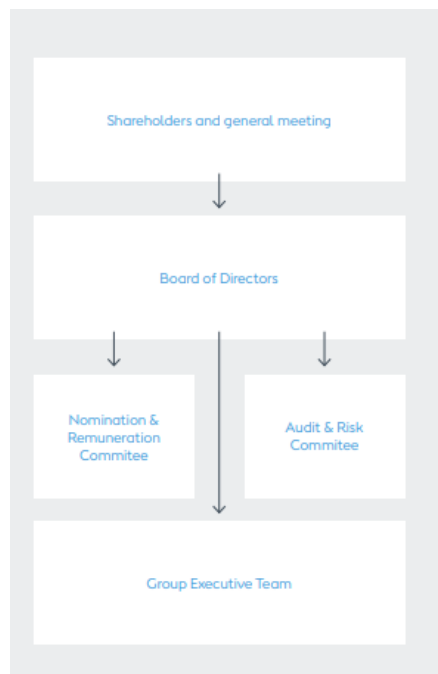 Shareholders and general meeting
Board of Directors
Nomination &
Remuneration
Commitee
Audit & Risk
Commitee
Group Executive Team